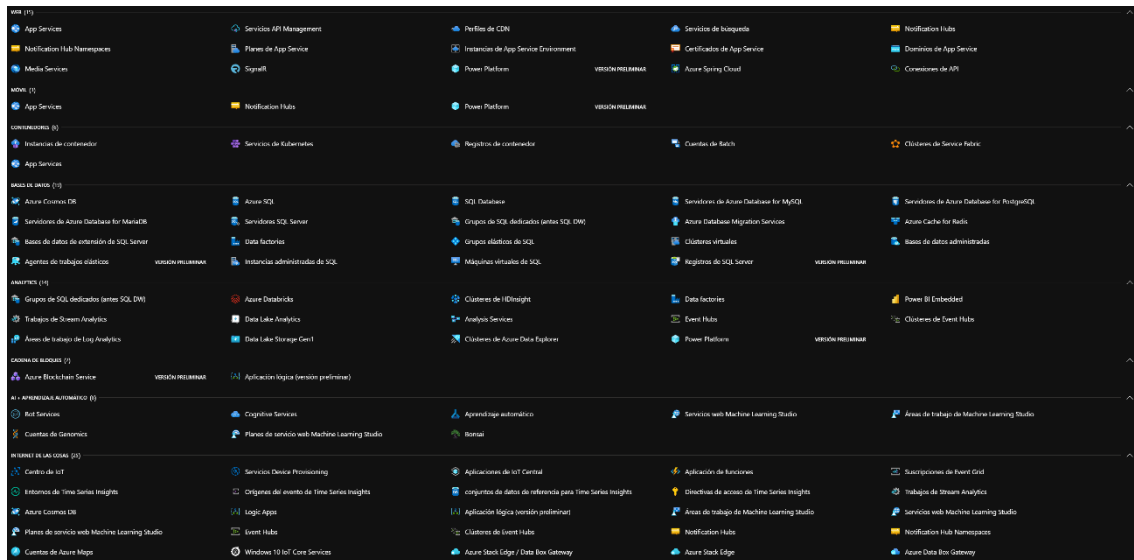 WEB (15)
App Services Servicios API Management Perfiles de CDN Servicios de búsqueda Notification Hubs
Notification Hub Namespaces Planes de App Service Instancias de App Service Environment Certificados de App Service Dominios de App Service
Media Services SignalR Power Platform VERSIÓN PRELIMINAR Azure Spring Cloud Conexiones de API
MÓVIL (3)
App Services Notification Hubs Power Platform VERSIÓN PRELIMINAR
CONTENEDORES (6)
Instancias de contenedor Servicios de Kubernetes Registros de contenedor Cuentas de Batch Clústeres de Service Fabric
App Services
BASES DE DATOS (19)
Azure Cosmos DB Azure SQL SQL Database Servidores de Azure Database for MySQL Servidores de Azure Database for PostgreSQL
Servidores de Azure Database for MariaDB Servidores SQL Server Grupos de SQL dedicados (antes SQL DW) Azure Database Migration Services Azure Cache for Redis
Bases de datos de extensión de SQL Server Data factories Grupos elásticos de SQL Clústeres virtuales Bases de datos administradas
Agentes de trabajos elásticos VERSIÓN PRELIMINAR Instancias administradas de SQL Máquinas virtuales de SQL Registros de SQL Server VERSIÓN PRELIMINAR
ANALYTICS (14)
Grupos de SQL dedicados (antes SQL DW) Azure Databricks Clústeres de HDInsight Data factories Power BI Embedded
Trabajos de Stream Analytics Data Lake Analytics Analysis Services Event Hubs Clústeres de Event Hubs
Áreas de trabajo de Log Analytics Data Lake Storage Gen1 Clústeres de Azure Data Explorer Power Platform VERSIÓN PRELIMINAR
CADENA DE BLOQUES (2)
Azure Blockchain Service VERSIÓN PRELIMINAR Aplicación lógica (versión preliminar)
AI + APRENDIZAJE AUTOMÁTICO (8)
Bot Services Cognitive Services Aprendizaje automático Servicios web Machine Learning Studio Áreas de trabajo de Machine Learning Studio
Cuentas de Genomics Planes de servicio web Machine Learning Studio Bonsai
INTERNET DE LAS COSAS (25)
Centro de IoT Servicios Device Provisioning Aplicaciones de IoT Central Aplicación de funciones Suscripciones de Event Grid
Entornos de Time Series Insights Orígenes del evento de Time Series Insights conjuntos de datos de referencia para Time Series Insights Directivas de acceso de Time Series Insights Trabajos de Stream Analytics
Azure Cosmos DB Logic Apps Aplicación lógica (versión preliminar) Áreas de trabajo de Machine Learning Studio Servicios web Machine Learning Studio
Planes de servicio web Machine Learning Studio Event Hubs Clústeres de Event Hubs Notification Hubs Notification Hub Namespaces
Cuentas de Azure Maps Windows 10 IoT Core Services Azure Stack Edge / Data Box Gateway Azure Stack Edge Azure Data Box Gateway